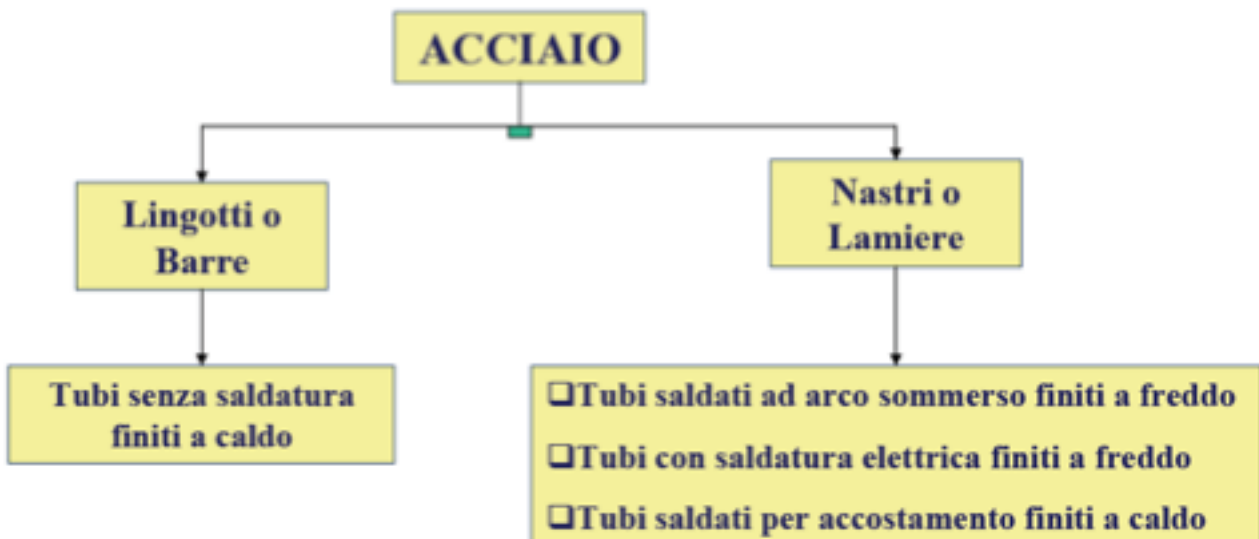 ACCIAIO
Lingotti o
Barre
Nastri o
Lamiere
Tubi senza saldatura
finiti a caldo
❑Tubi saldati ad arco sommerso finiti a freddo
❑Tubi con saldatura elettrica finiti a freddo
❑Tubi saldati per accostamento finiti a caldo